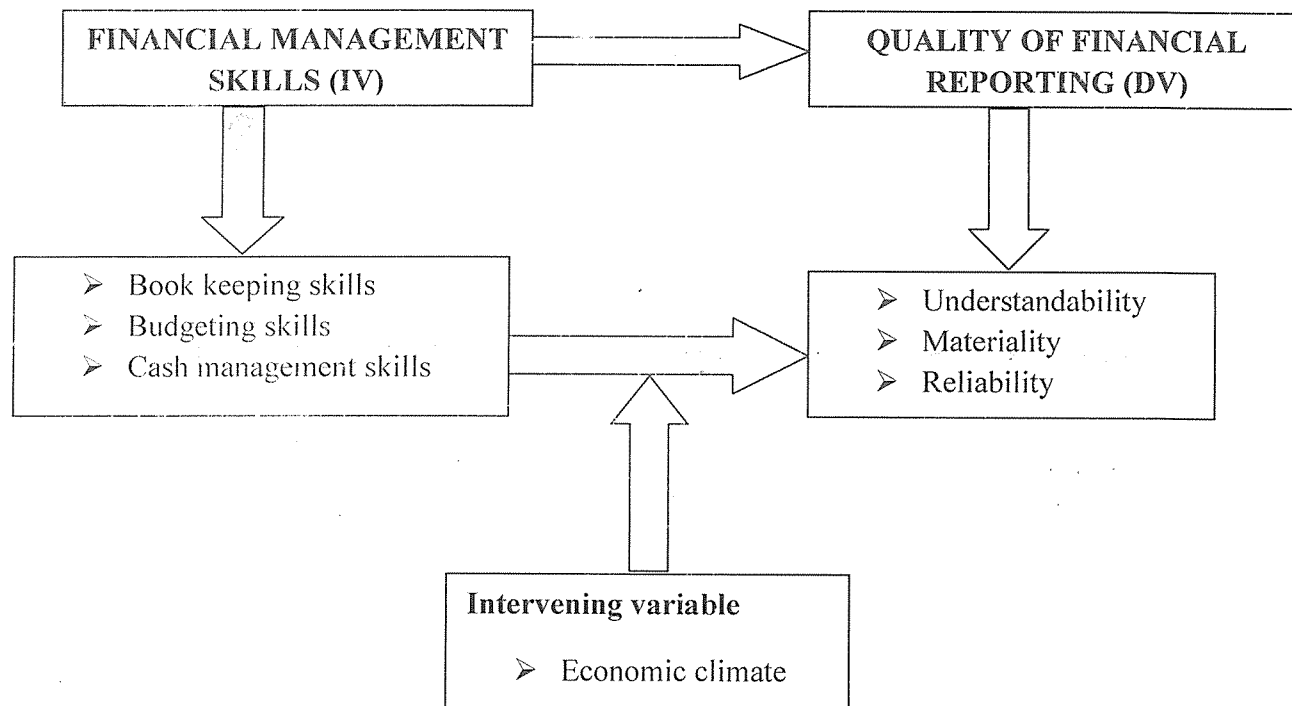 FINANCIAL MANAGEMENT
SKILLS (IV)
QUALITY OF FINANCIAL
REPORTING (DV)
➢ Book keeping skills
➢ Budgeting skills
➢ Cash management skills
➢ Understandability
➢ Materiality
➢ Reliability
Intervening variable
➢ Economic climate